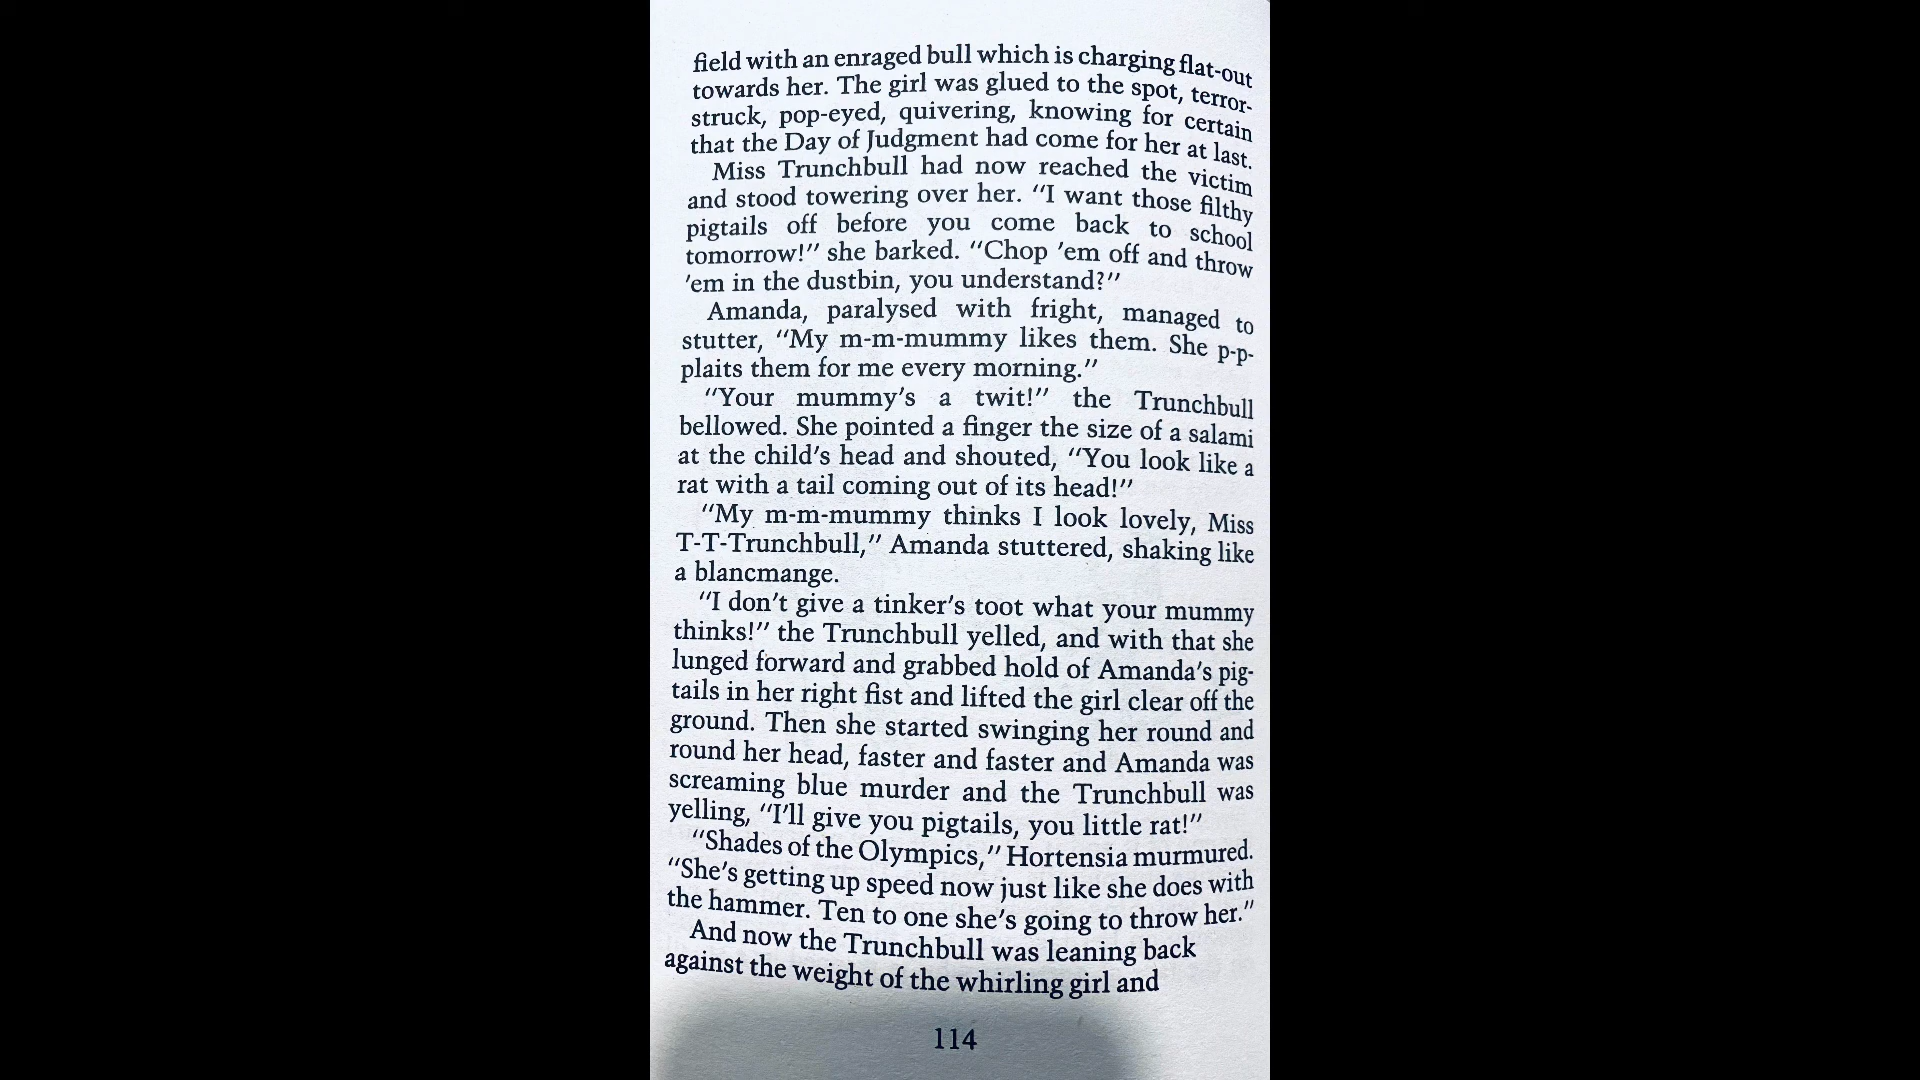 field with an enraged bull which is charging flat-out
towards her. The girl was glued to the spot, terror-
struck, pop-eyed, quivering, knowing for certain
that the Day of Judgment had come for her at last.
Miss Trunchbull had now reached the victim
and stood towering over her. “I want those filthy
pigtails off before you come back to school
tomorrow!” she barked. “Chop ’em off and throw
’em in the dustbin, you understand?”
Amanda, paralysed with fright, managed to
stutter, “My m-m-mummy likes them. She p-p-
plaits them for me every morning.”
“Your mummy’s a twit!” the Trunchbull
bellowed. She pointed a finger the size of a salami
at the child’s head and shouted, “You look like a
rat with a tail coming out of its head!”
“My m-m-mummy thinks I look lovely, Miss
T-T-Trunchbull,” Amanda stuttered, shaking like
a blancmange.
“I don’t give a tinker’s toot what your mummy
thinks!” the Trunchbull yelled, and with that she
lunged forward and grabbed hold of Amanda’s pig-
tails in her right fist and lifted the girl clear off the
ground. Then she started swinging her round and
round her head, faster and faster and Amanda was
screaming blue murder and the Trunchbull was
yelling, “I’ll give you pigtails, you little rat!”
“Shades of the Olympics,” Hortensia murmured.
“She’s getting up speed now just like she does with
the hammer. Ten to one she’s going to throw her.”
And now the Trunchbull was leaning back
against the weight of the whirling girl and
114